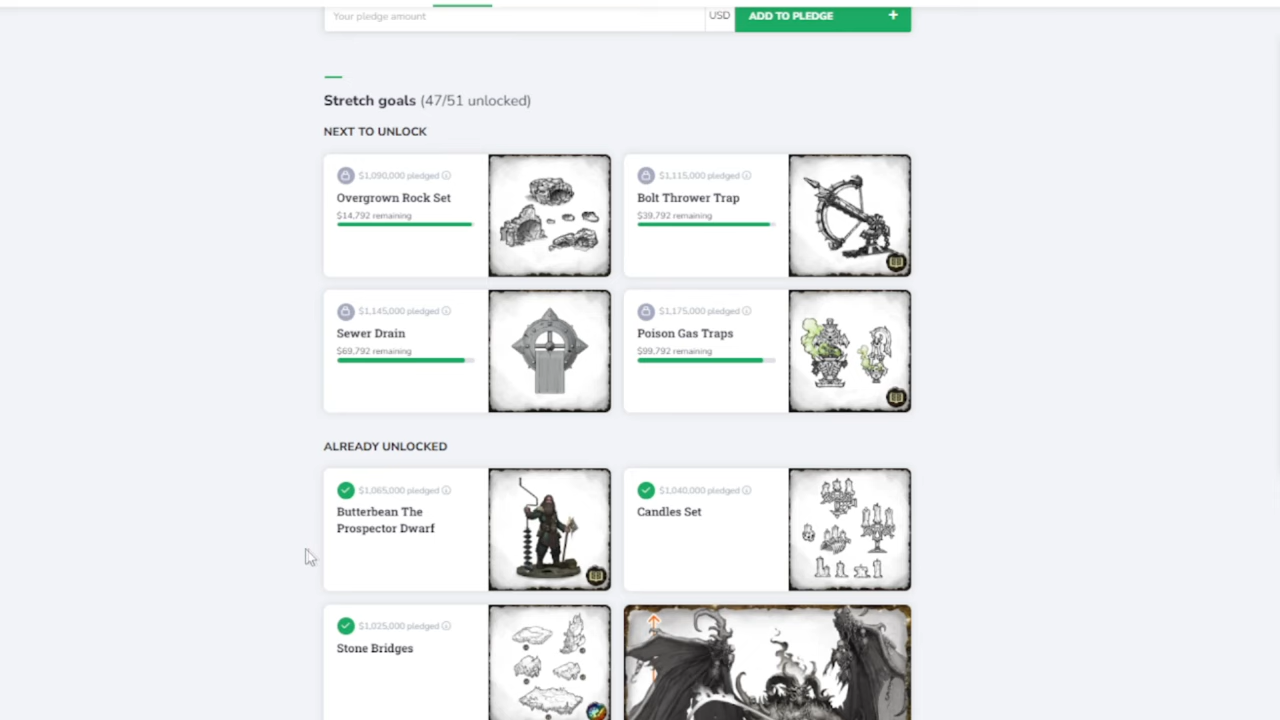 Your pledge amount
USD
ADD TO PLEDGE +
Stretch goals (47/51 unlocked)
NEXT TO UNLOCK
$1,090,000 pledged
Overgrown Rock Set
$14,792 remaining
$1,115,000 pledged
Bolt Thrower Trap
$39,792 remaining
$1,145,000 pledged
Sewer Drain
$69,792 remaining
$1,175,000 pledged
Poison Gas Traps
$99,792 remaining
ALREADY UNLOCKED
$1,065,000 pledged
Butterbean The
Prospector Dwarf
$1,040,000 pledged
Candles Set
$1,025,000 pledged
Stone Bridges